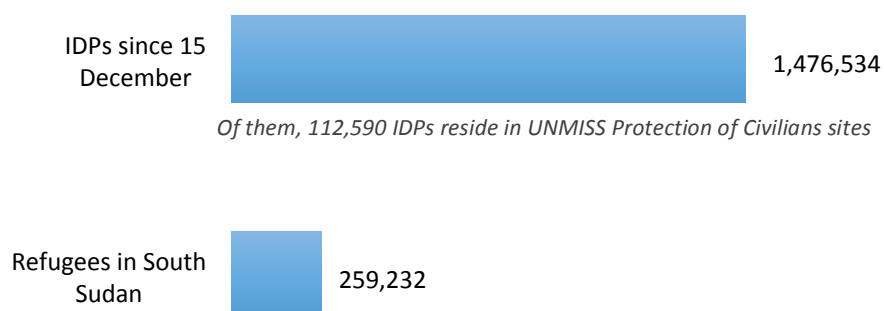 IDPs since 15
December
1,476,534
Of them, 112,590 IDPs reside in UNMISS Protection of Civilians sites
Refugees in South
Sudan
259,232